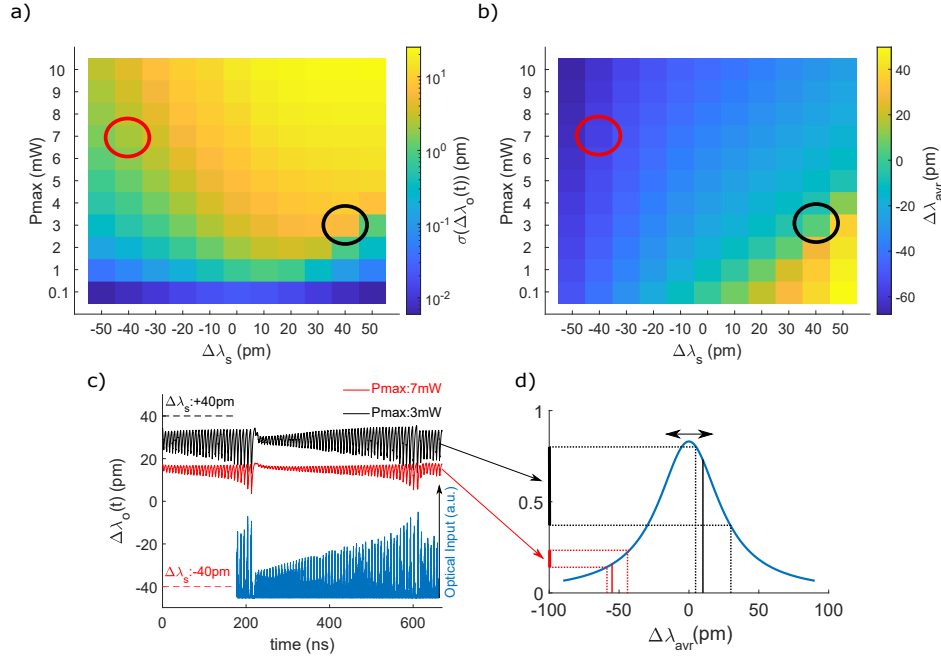 a)
10
9
8
7
6
5
4
3
2
1
0.1
Pmax (mW)
-50 -40 -30 -20 -10 0 10 20 30 40 50
Δλs (pm)
10^1
10^0
10^-1
10^-2
σ(Δλo(t)) (pm)
b)
10
9
8
7
6
5
4
3
2
1
0.1
Pmax (mW)
-50 -40 -30 -20 -10 0 10 20 30 40 50
Δλs (pm)
40
20
0
-20
-40
-60
Δλavr(pm)
c)
Pmax:7mW
Pmax:3mW
Δλs:+40pm
Δλs:-40pm
60
40
20
0
-20
-40
Δλo(t) (pm)
0 200 400 600
time (ns)
Optical Input (a.u.)
d)
1
0.5
0
-100 -50 0 50 100
Δλavr(pm)